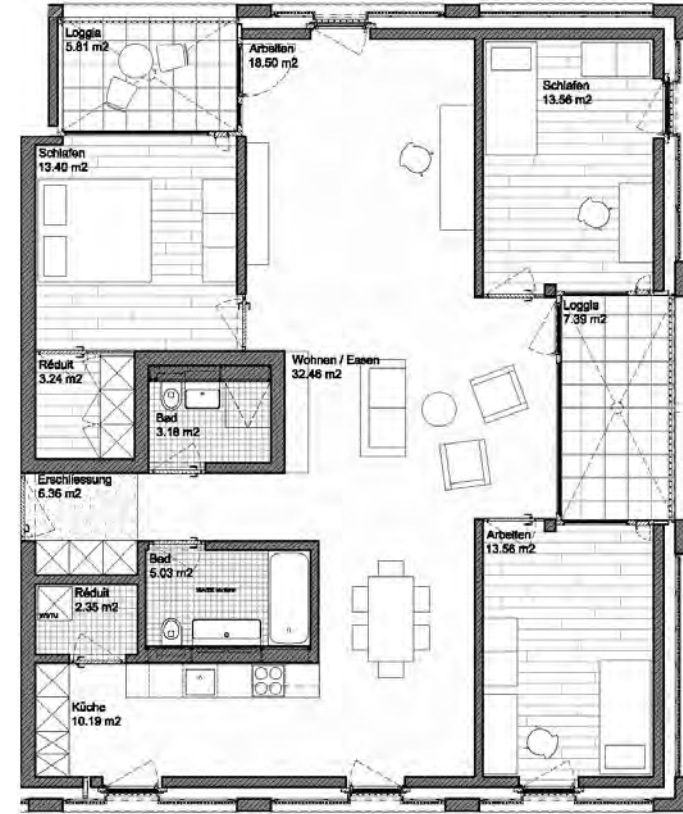 Loggia
5.81 m2
Arbeiten
18.50 m2
Schlafen
13.56 m2
Schlafen
13.40 m2
Loggia
7.39 m2
Réduit
3.24 m2
Wohnen / Essen
32.46 m2
Bad
3.18 m2
Erschliessung
6.36 m2
Bad
5.03 m2
Arbeiten
13.56 m2
Réduit
2.35 m2
Küche
10.19 m2